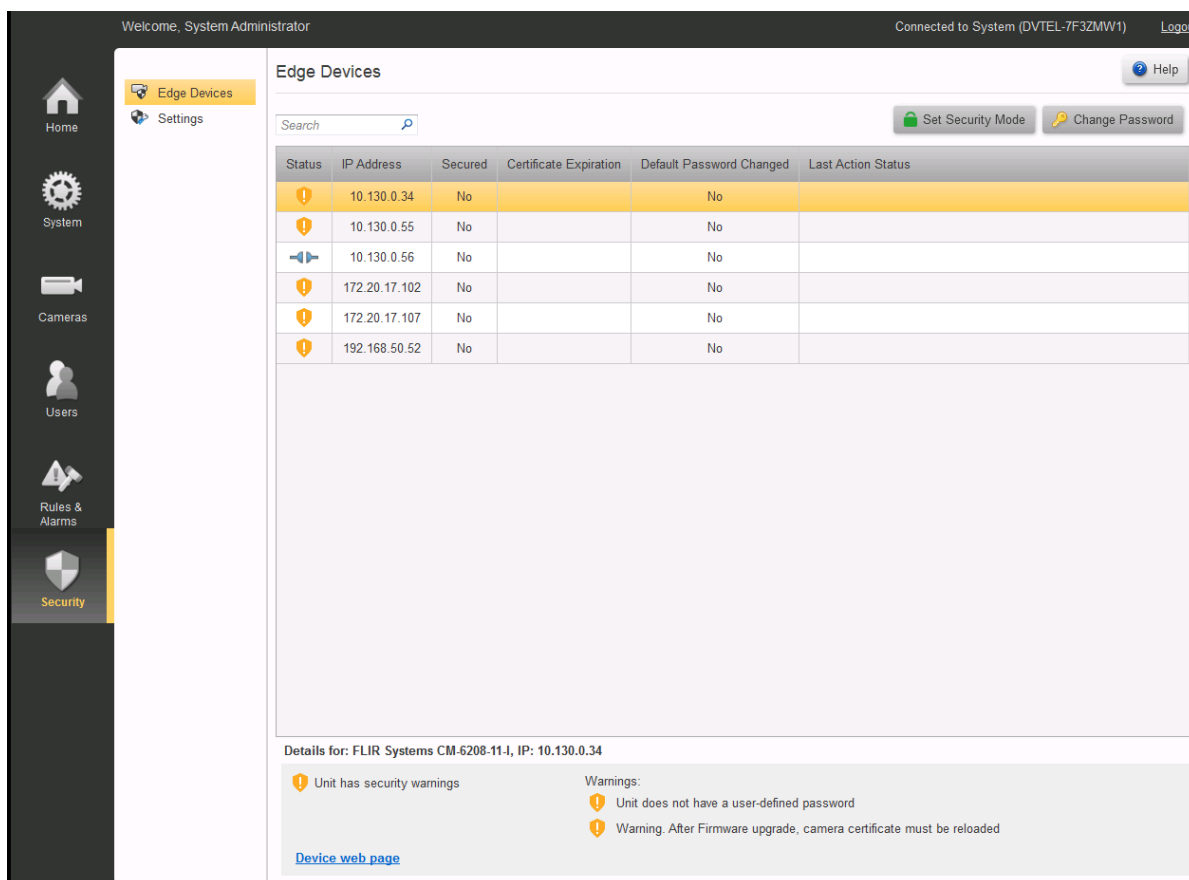 Welcome, System Administrator
Connected to System (DVTEL-7F3ZMW1)
Logou
Home
System
Cameras
Users
Rules &
Alarms
Security
Edge Devices
Settings
Edge Devices
Help
Search
Set Security Mode
Change Password
Status IP Address Secured Certificate Expiration Default Password Changed Last Action Status
10.130.0.34 No No
10.130.0.55 No No
10.130.0.56 No No
172.20.17.102 No No
172.20.17.107 No No
192.168.50.52 No No
Details for: FLIR Systems CM-6208-11-I, IP: 10.130.0.34
Unit has security warnings
Warnings:
Unit does not have a user-defined password
Warning. After Firmware upgrade, camera certificate must be reloaded
Device web page